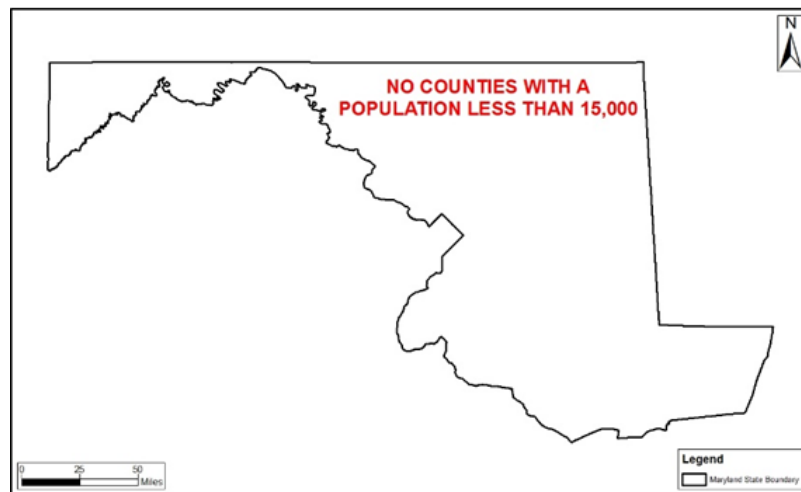 N
NO COUNTIES WITH A
POPULATION LESS THAN 15,000
0 25 50
Miles
Legend
Maryland State Boundary